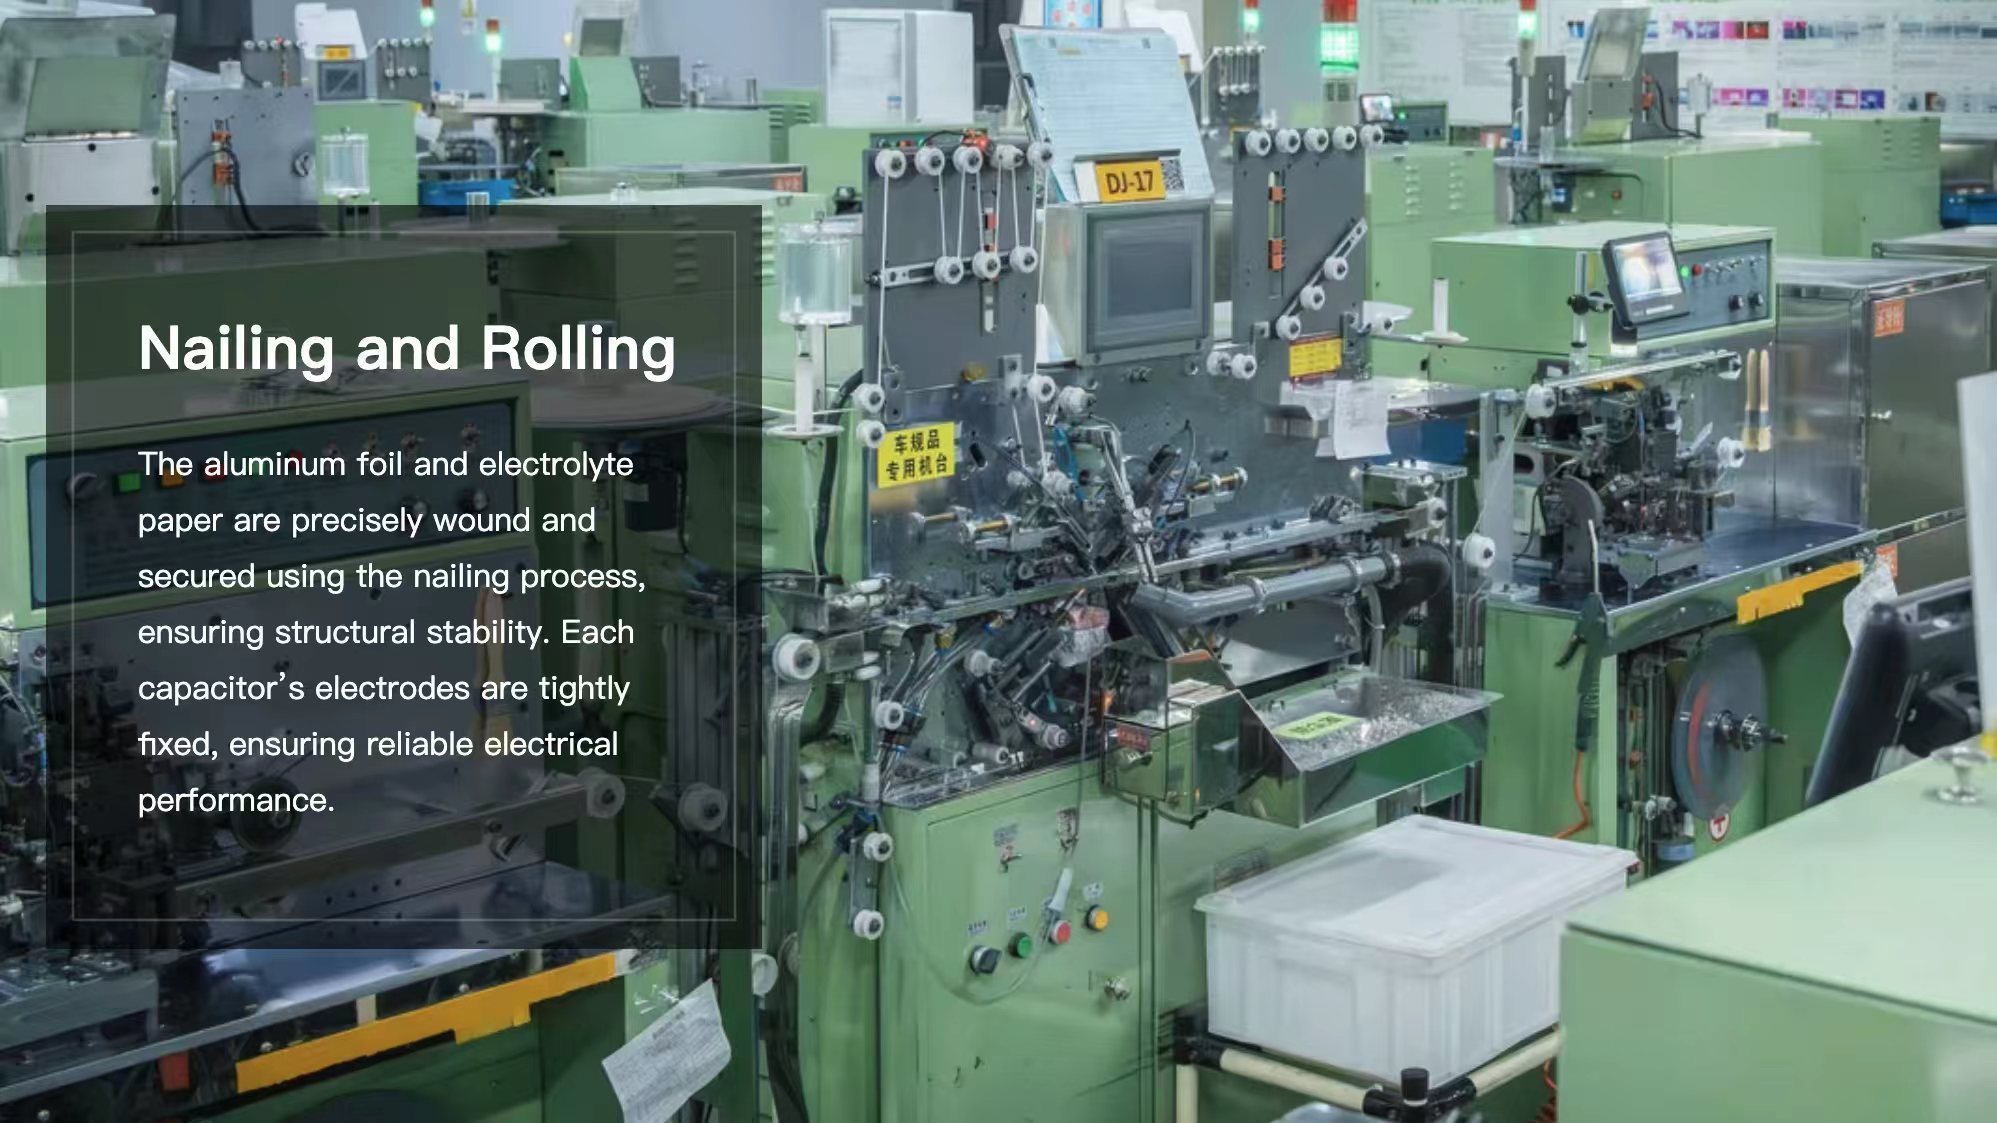 Nailing and Rolling
The aluminum foil and electrolyte
paper are precisely wound and
secured using the nailing process,
ensuring structural stability. Each
capacitor’s electrodes are tightly
fixed, ensuring reliable electrical
performance.
DJ-17
车规品
专用机台